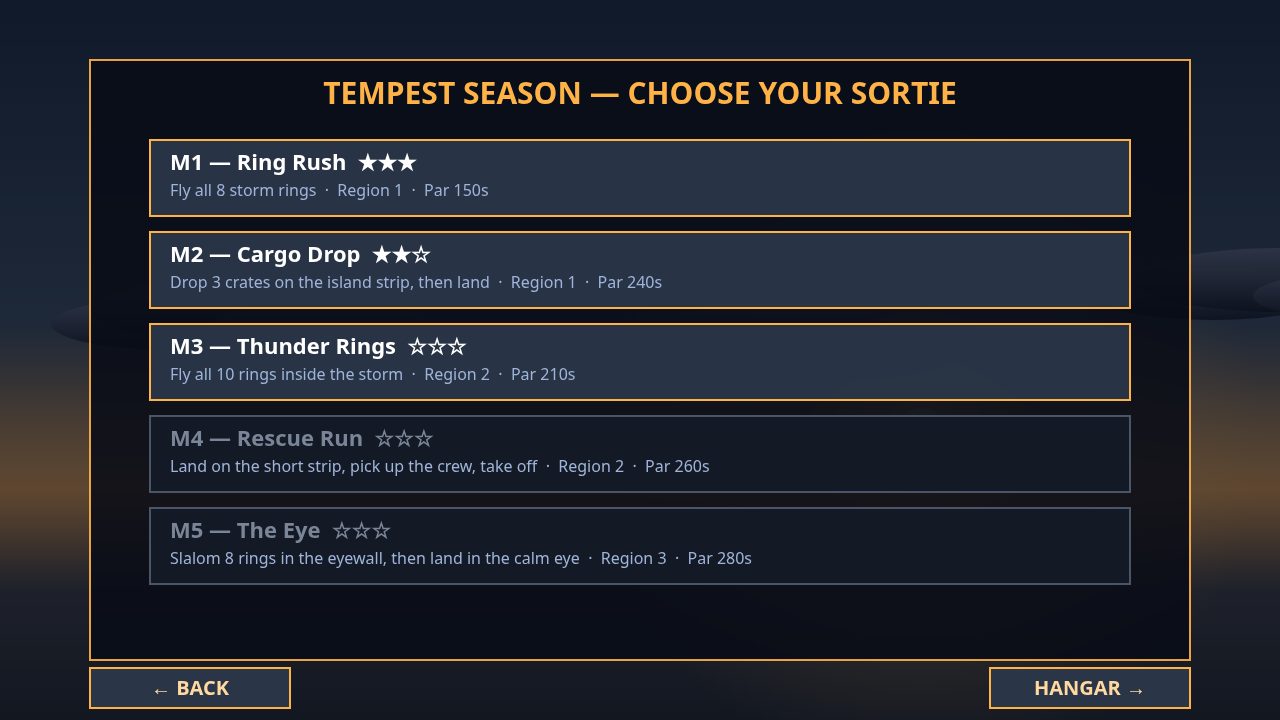 TEMPEST SEASON — CHOOSE YOUR SORTIE
M1 — Ring Rush ★★★
Fly all 8 storm rings · Region 1 · Par 150s
M2 — Cargo Drop ★★☆
Drop 3 crates on the island strip, then land · Region 1 · Par 240s
M3 — Thunder Rings ☆☆☆
Fly all 10 rings inside the storm · Region 2 · Par 210s
M4 — Rescue Run ☆☆☆
Land on the short strip, pick up the crew, take off · Region 2 · Par 260s
M5 — The Eye ☆☆☆
Slalom 8 rings in the eyewall, then land in the calm eye · Region 3 · Par 280s
← BACK
HANGAR →